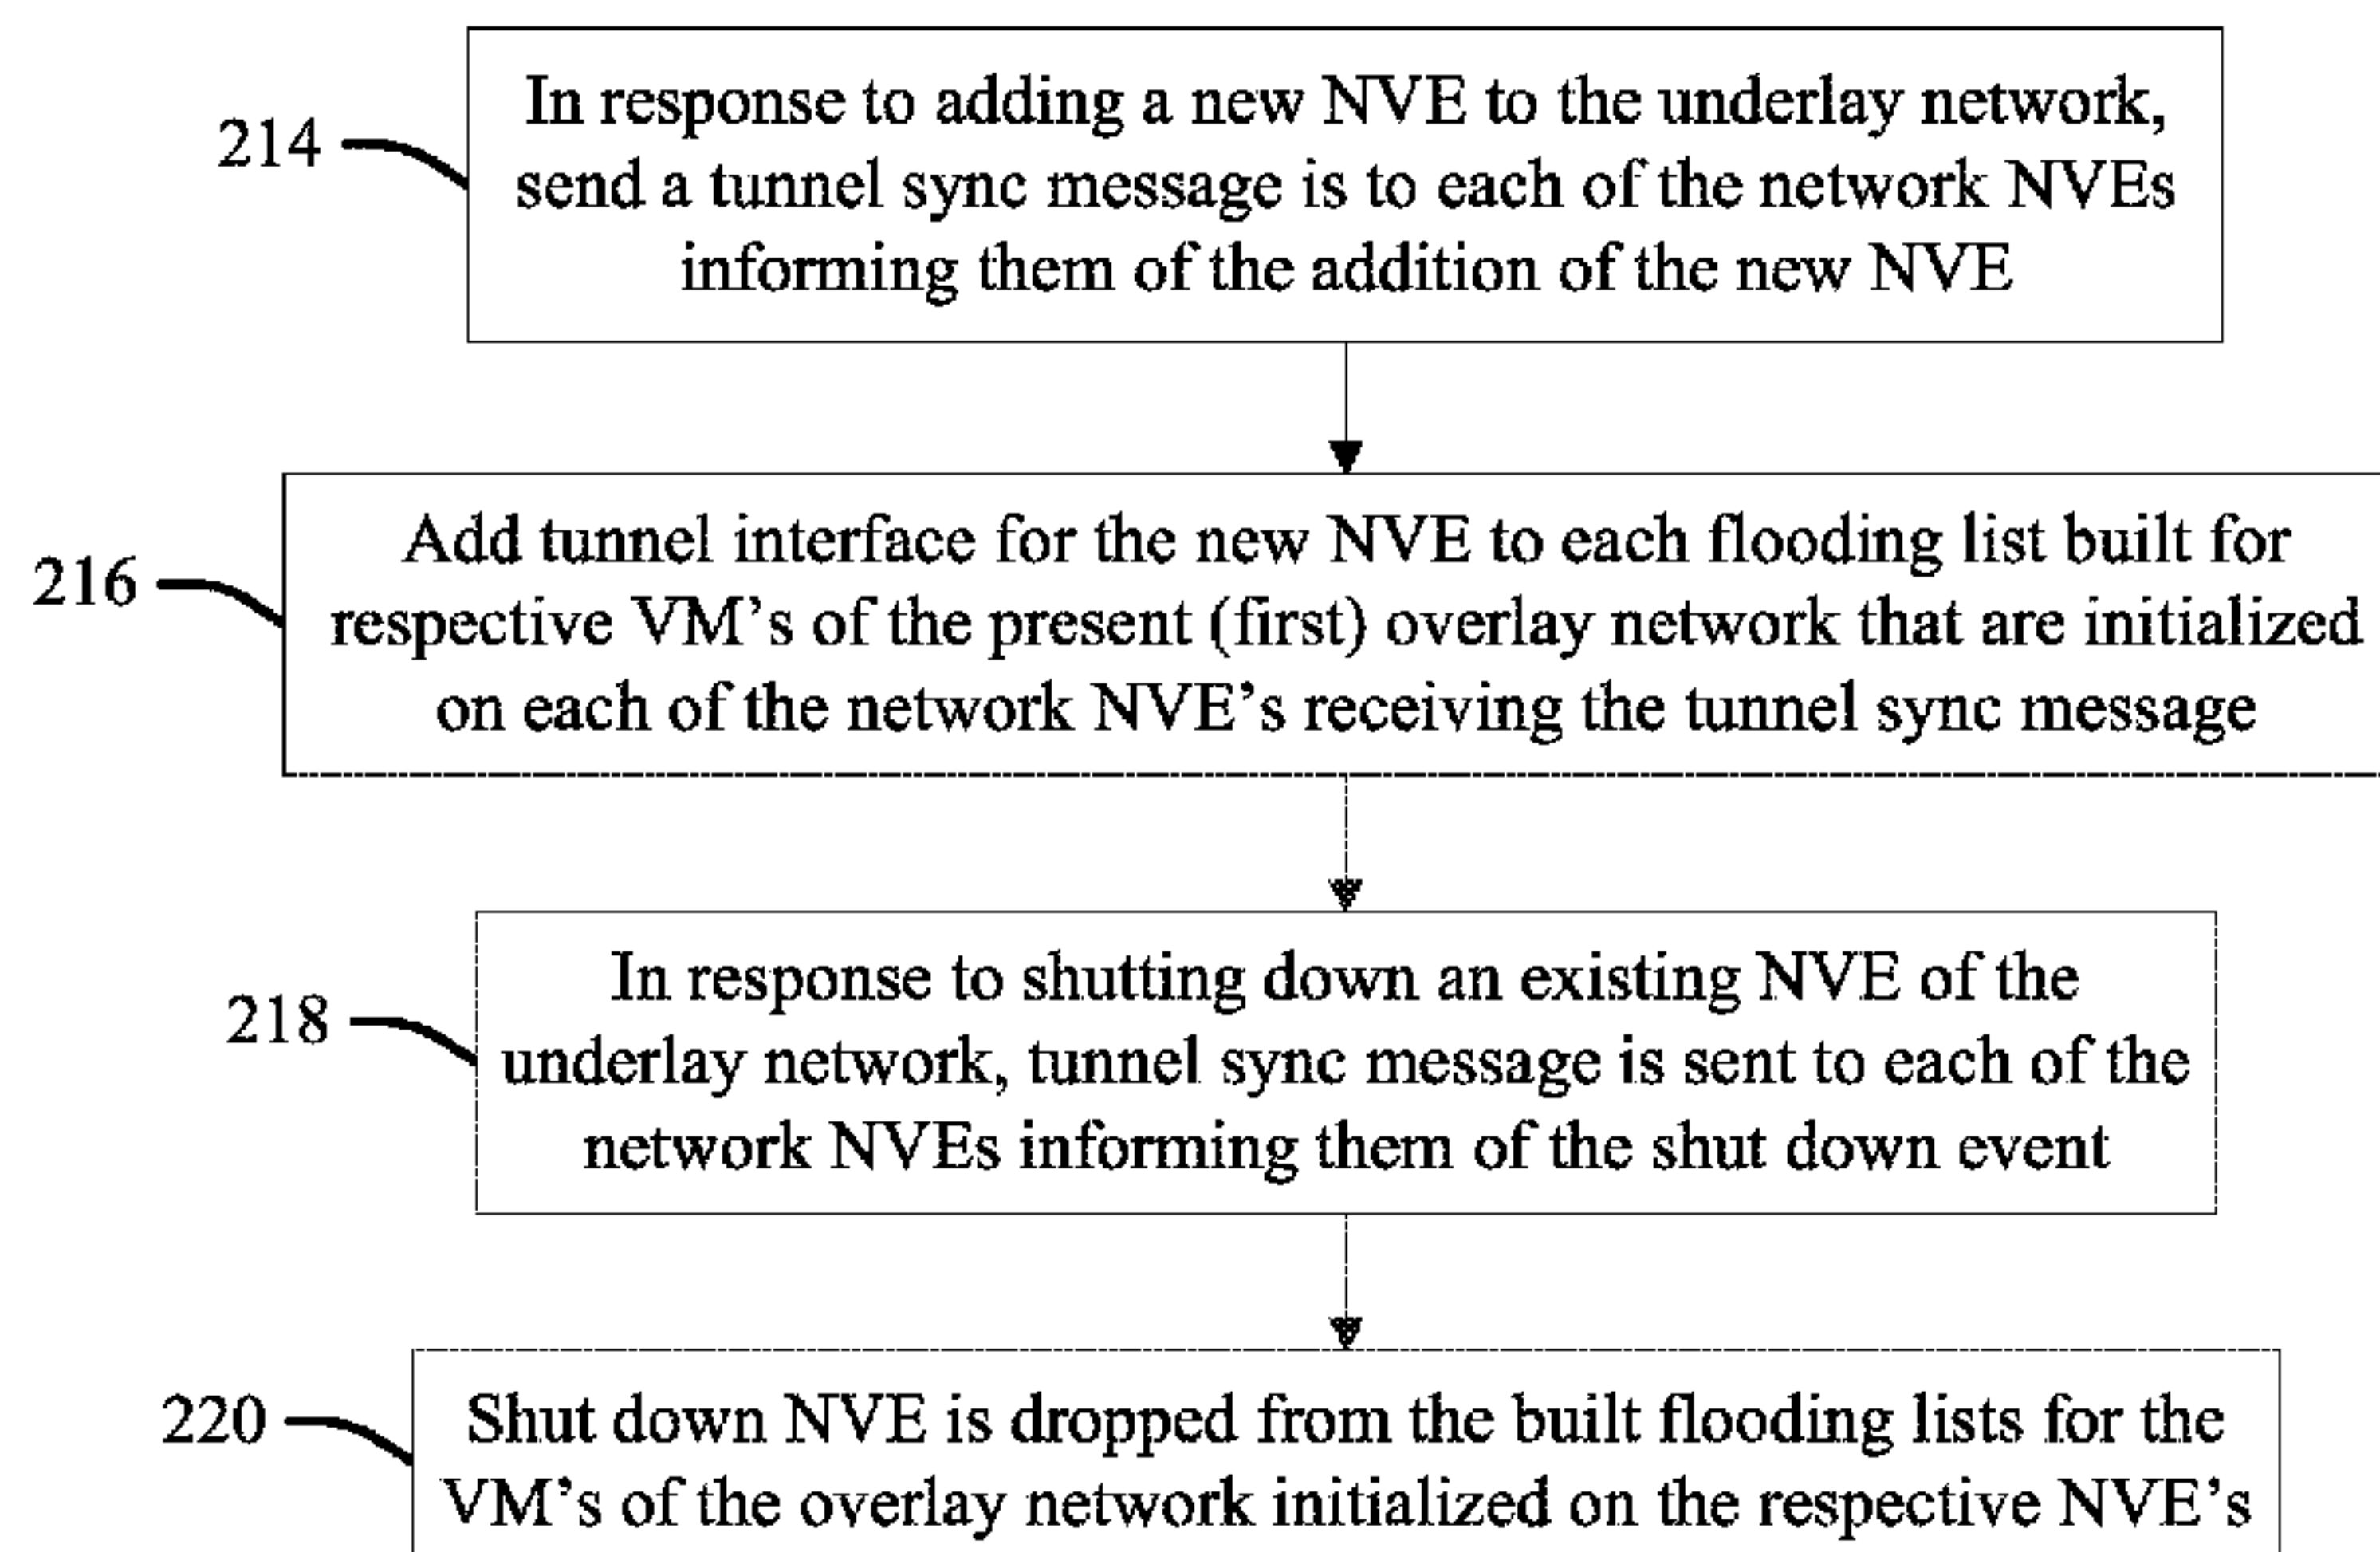 214
In response to adding a new NVE to the underlay network,
send a tunnel sync message is to each of the network NVEs
informing them of the addition of the new NVE
216
Add tunnel interface for the new NVE to each flooding list built for
respective VM’s of the present (first) overlay network that are initialized
on each of the network NVE’s receiving the tunnel sync message
218
In response to shutting down an existing NVE of the
underlay network, tunnel sync message is sent to each of the
network NVEs informing them of the shut down event
220
Shut down NVE is dropped from the built flooding lists for the
VM’s of the overlay network initialized on the respective NVE’s